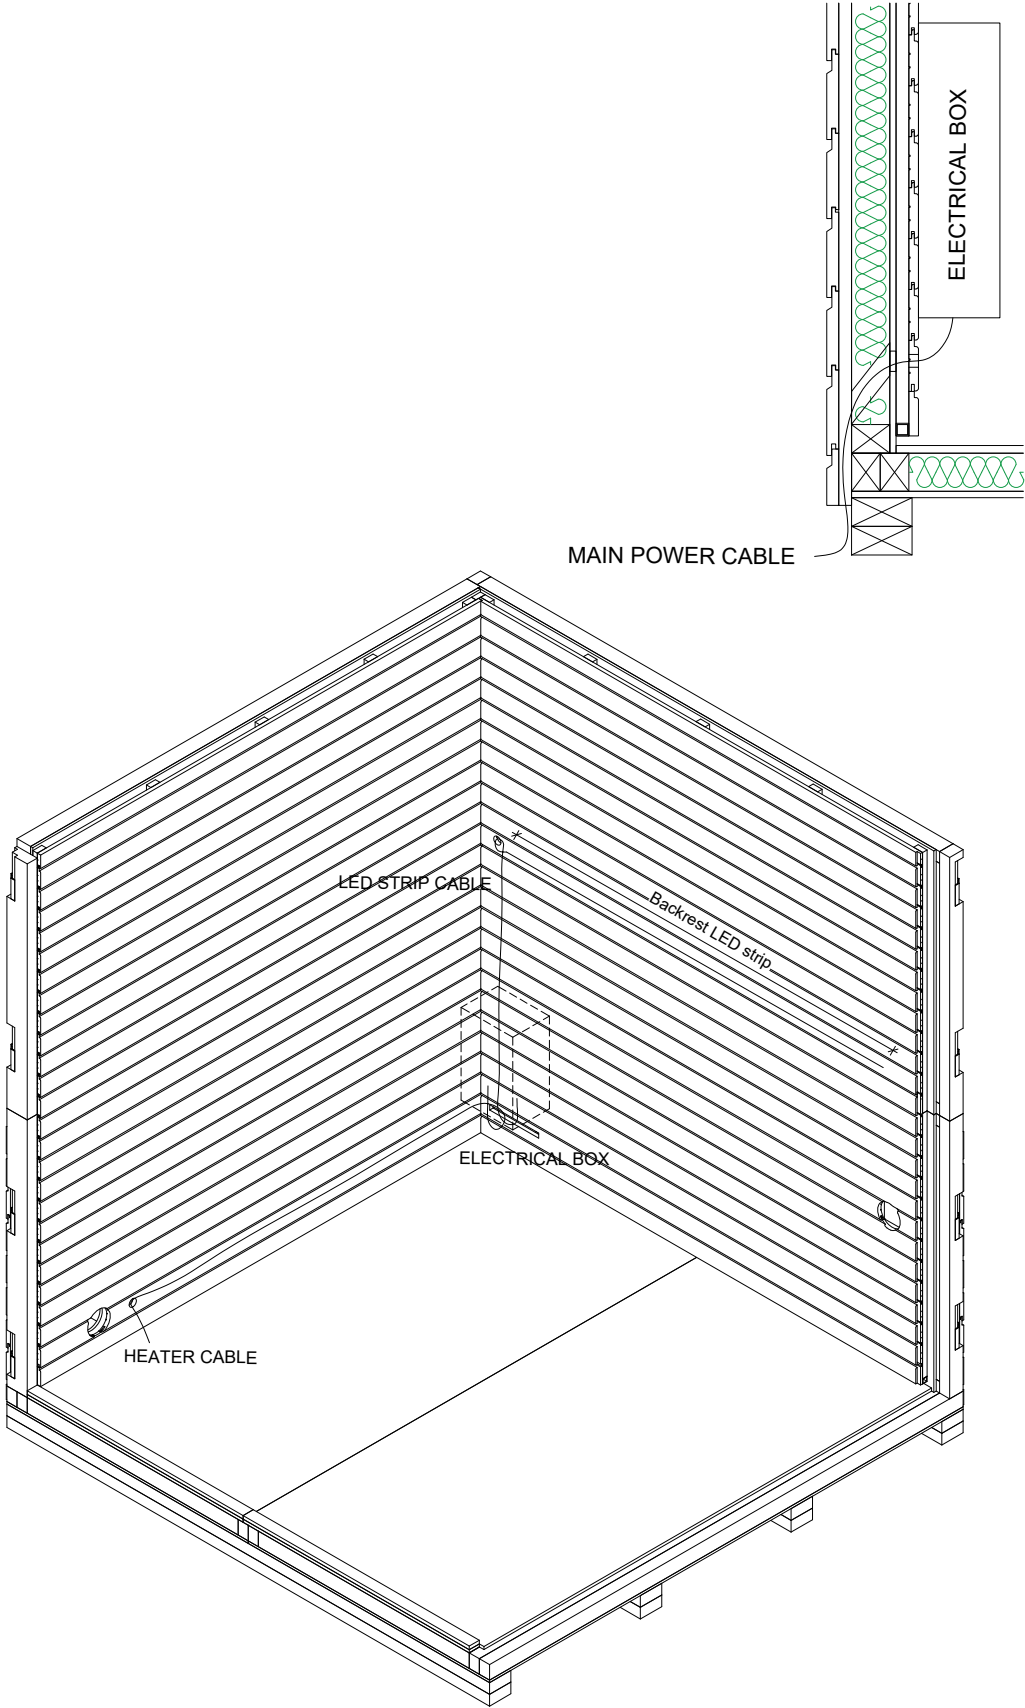 ELECTRICAL BOX
MAIN POWER CABLE
LED STRIP CABLE
Backrest LED strip
ELECTRICAL BOX
HEATER CABLE